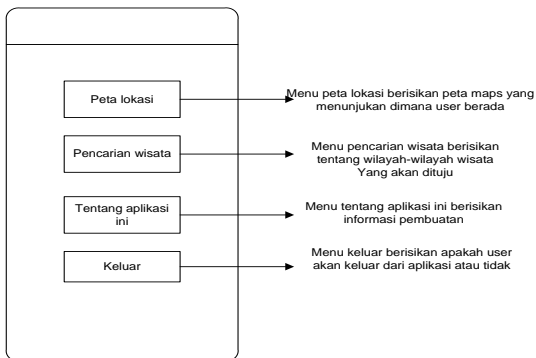 Peta lokasi
Menu peta lokasi berisikan peta maps yang
menunjukan dimana user berada
Pencarian wisata
Menu pencarian wisata berisikan
tentang wilayah-wilayah wisata
Yang akan dituju
Tentang aplikasi
ini
Menu tentang aplikasi ini berisikan
informasi pembuatan
Keluar
Menu keluar berisikan apakah user
akan keluar dari aplikasi atau tidak